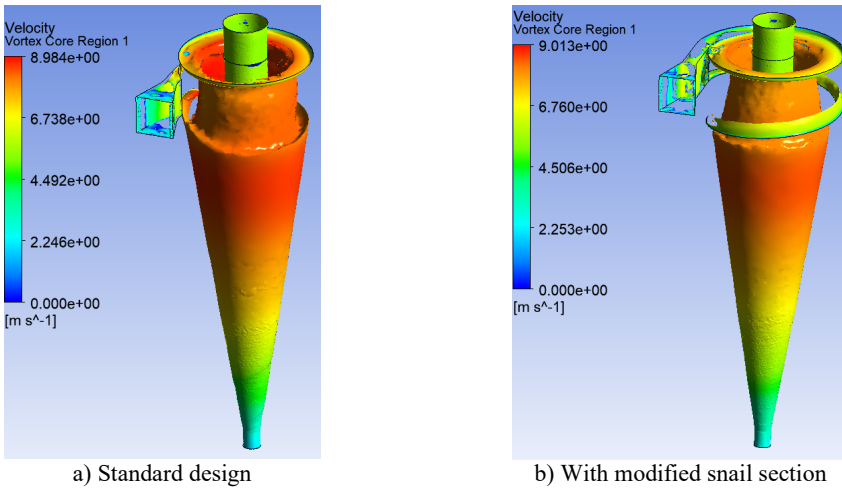 Velocity
Vortex Core Region 1
8.984e+00
6.738e+00
4.492e+00
2.246e+00
0.000e+00
[m s^-1]
a) Standard design
Velocity
Vortex Core Region 1
9.013e+00
6.760e+00
4.506e+00
2.253e+00
0.000e+00
[m s^-1]
b) With modified snail section